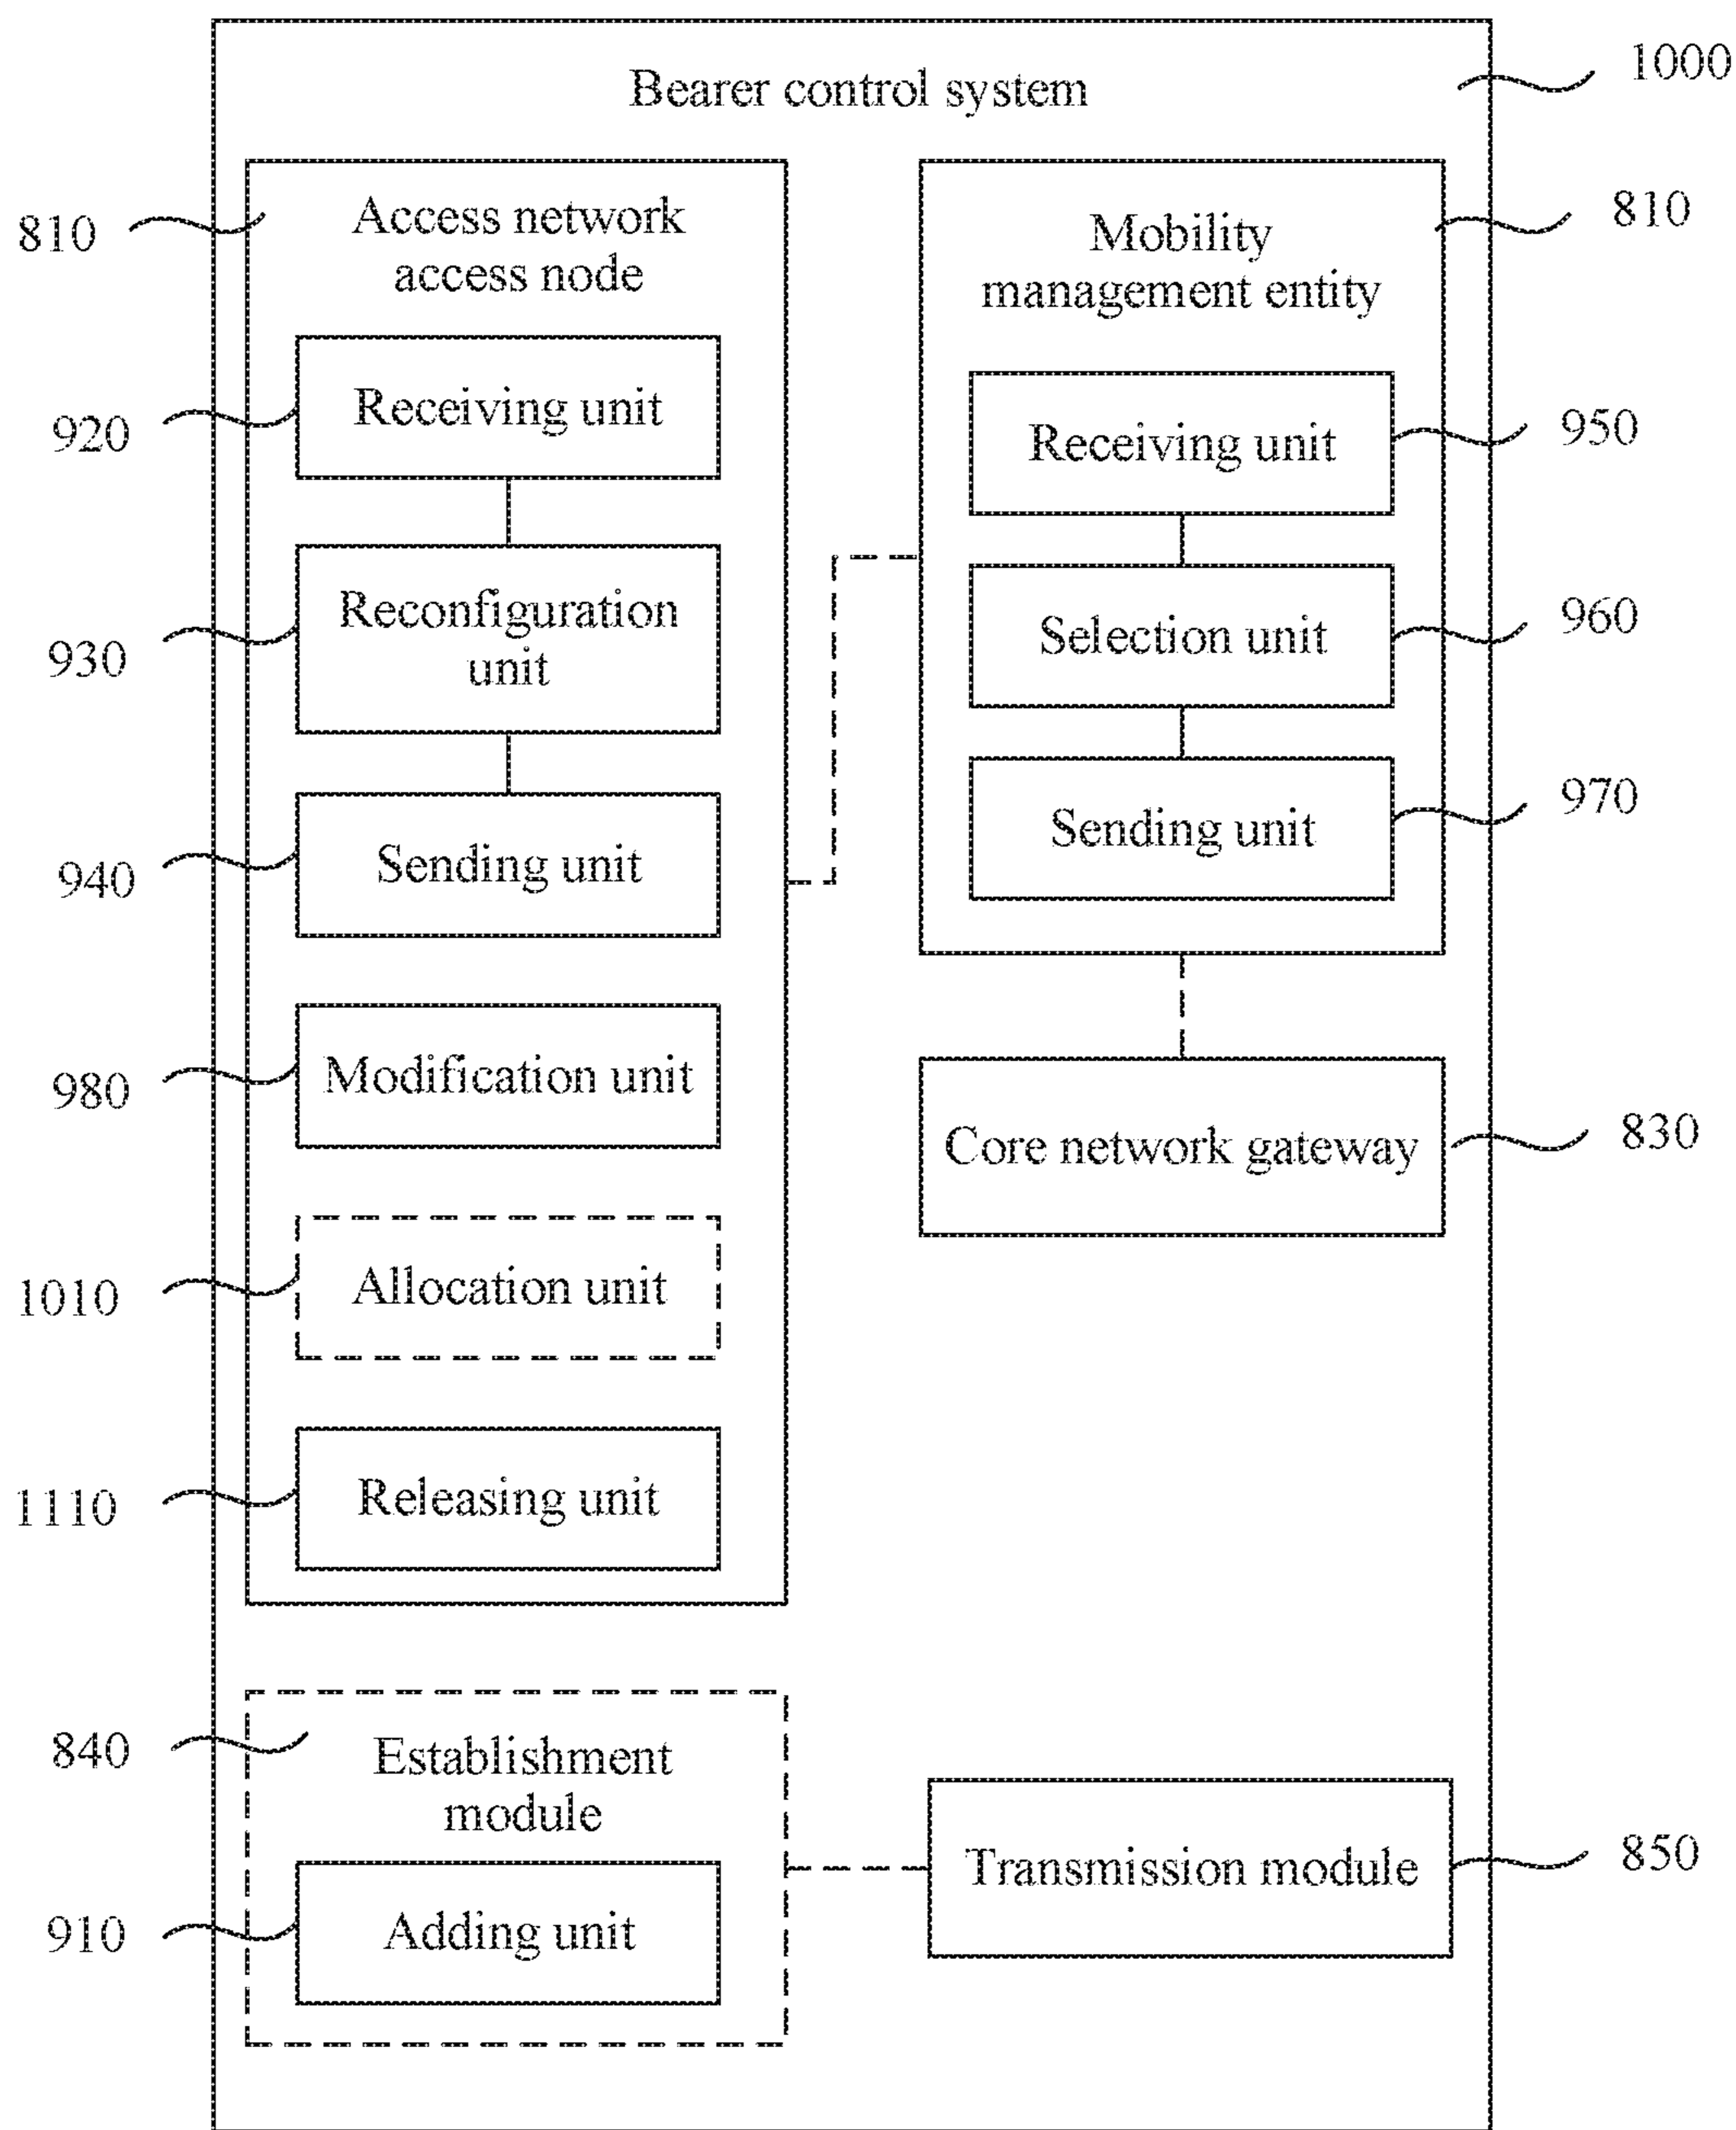 Bearer control system
1000
810
Access network
access node
920
Receiving unit
930
Reconfiguration
unit
940
Sending unit
980
Modification unit
1010
Allocation unit
1110
Releasing unit
Mobility
management entity
810
Receiving unit
950
Selection unit
960
Sending unit
970
Core network gateway
830
840
Establishment
module
910
Adding unit
Transmission module
850